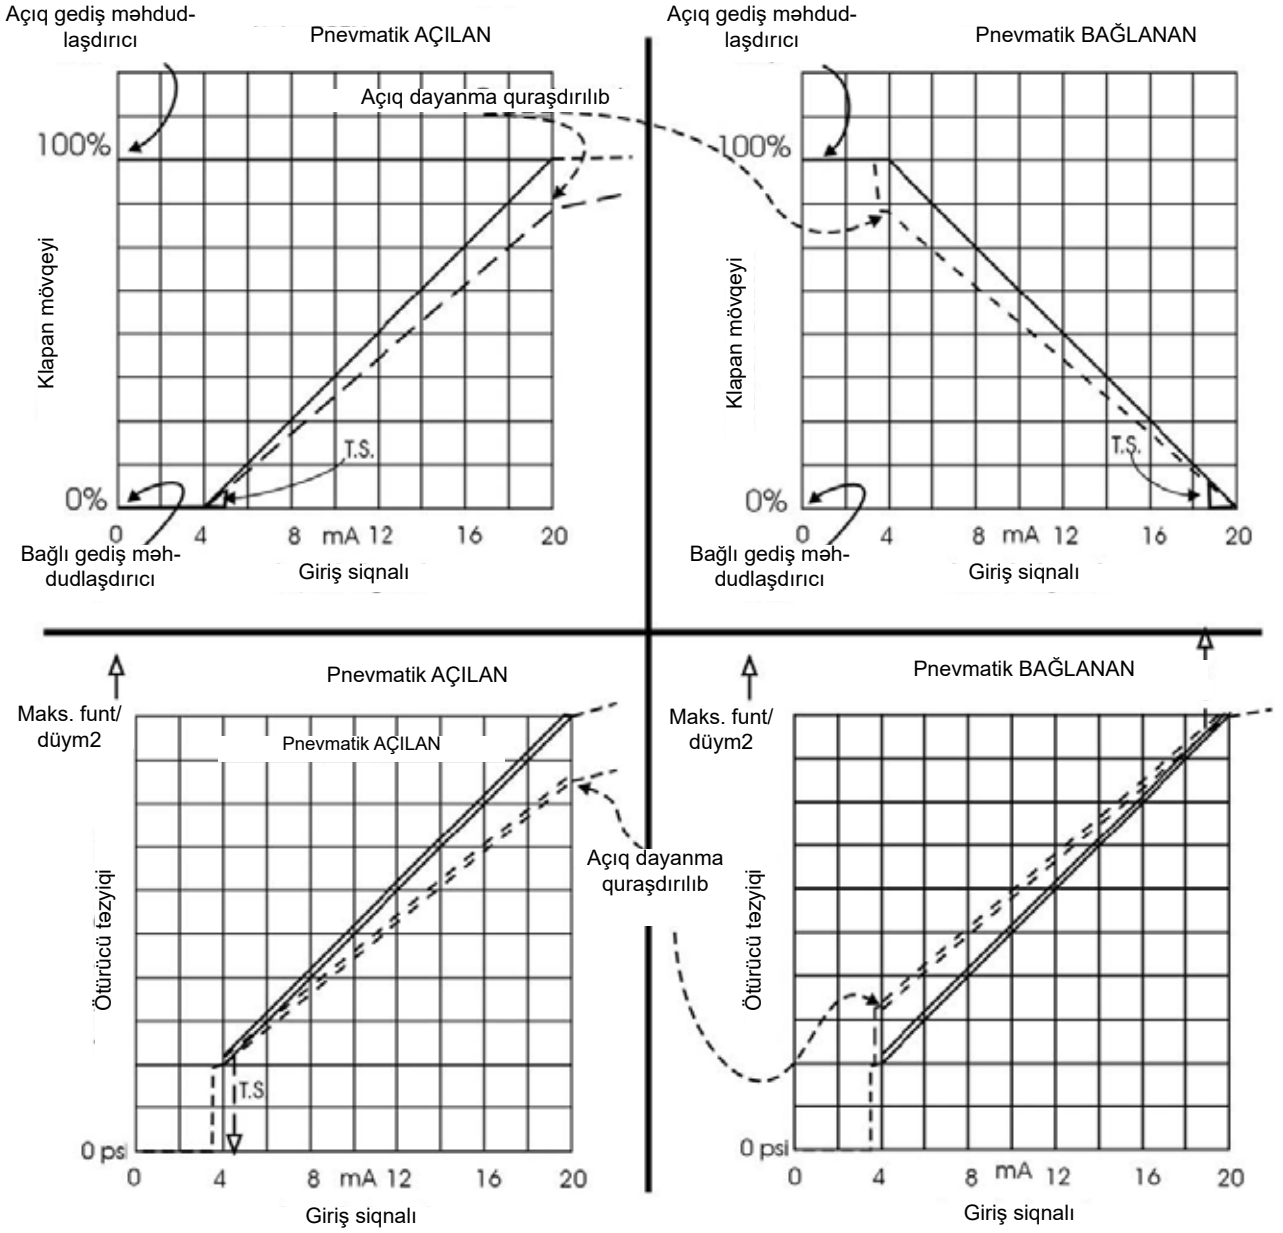 Açıq gediş məhdud-
laşdırıcı
Pnevmatik AÇILAN
Açıq dayanma quraşdırılıb
100%
Klapan mövqeyi
T.S.
0%
0 4 8 mA 12 16 20
Bağlı gediş məh-
dudlaşdırıcı
Giriş siqnalı
Açıq gediş məhdud-
laşdırıcı
Pnevmatik BAĞLANAN
100%
Klapan mövqeyi
T.S.
0%
0 4 8 mA 12 16 20
Bağlı gediş məh-
dudlaşdırıcı
Giriş siqnalı
Pnevmatik AÇILAN
Maks. funt/
düym2
Pnevmatik AÇILAN
Ötürücü təzyiqi
T.S
0 psi
0 4 8 mA 12 16 20
Giriş siqnalı
Açıq dayanma
quraşdırılıb
Pnevmatik BAĞLANAN
Maks. funt/
düym2
Ötürücü təzyiqi
0 psi
0 4 8 mA 12 16 20
Giriş siqnalı